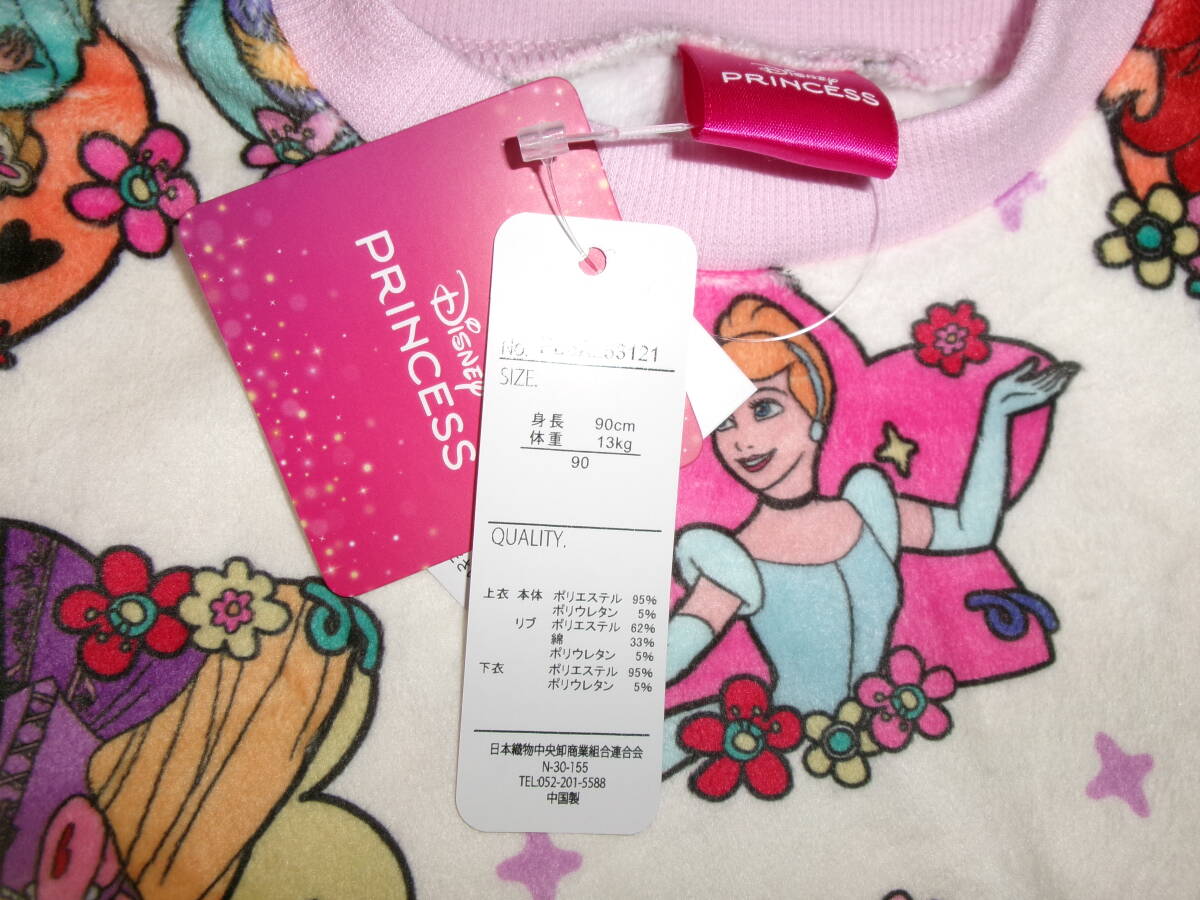 Disney
PRINCESS
Disney
PRINCESS
No.
SIZE.
身長 90cm
体重 13kg
90
QUALITY.
上衣 本体 ポリエステル 95%
ポリウレタン 5%
リブ ポリエステル 62%
綿 33%
ポリウレタン 5%
下衣 ポリエステル 95%
ポリウレタン 5%
日本織物中央卸商業組合連合会
N-30-155
TEL:052-201-5588
中国製